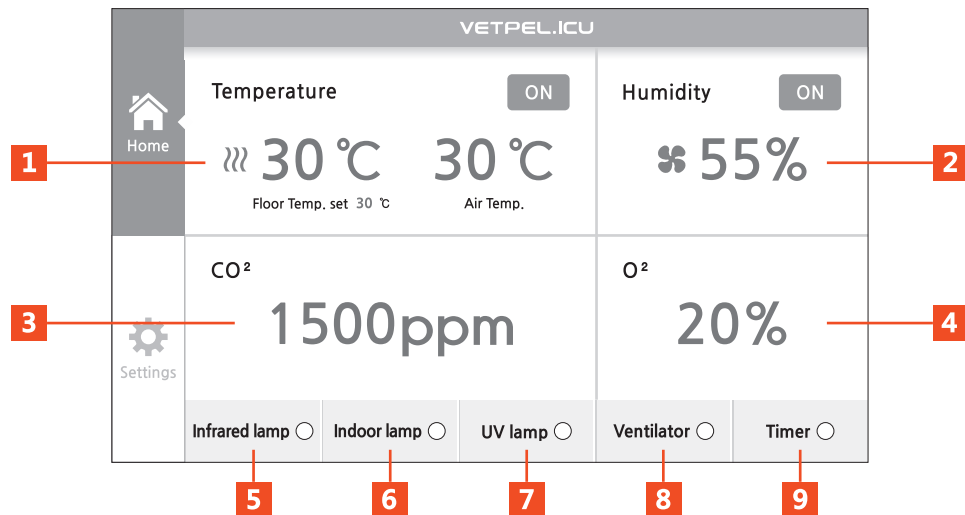 VETPEL.ICU
Home
Temperature ON
30 ℃ 30 ℃
Floor Temp. set 30 ℃ Air Temp.
Humidity ON
55%
1
2
CO²
1500ppm
O²
20%
3
4
Settings
Infrared lamp
Indoor lamp
UV lamp
Ventilator
Timer
5
6
7
8
9